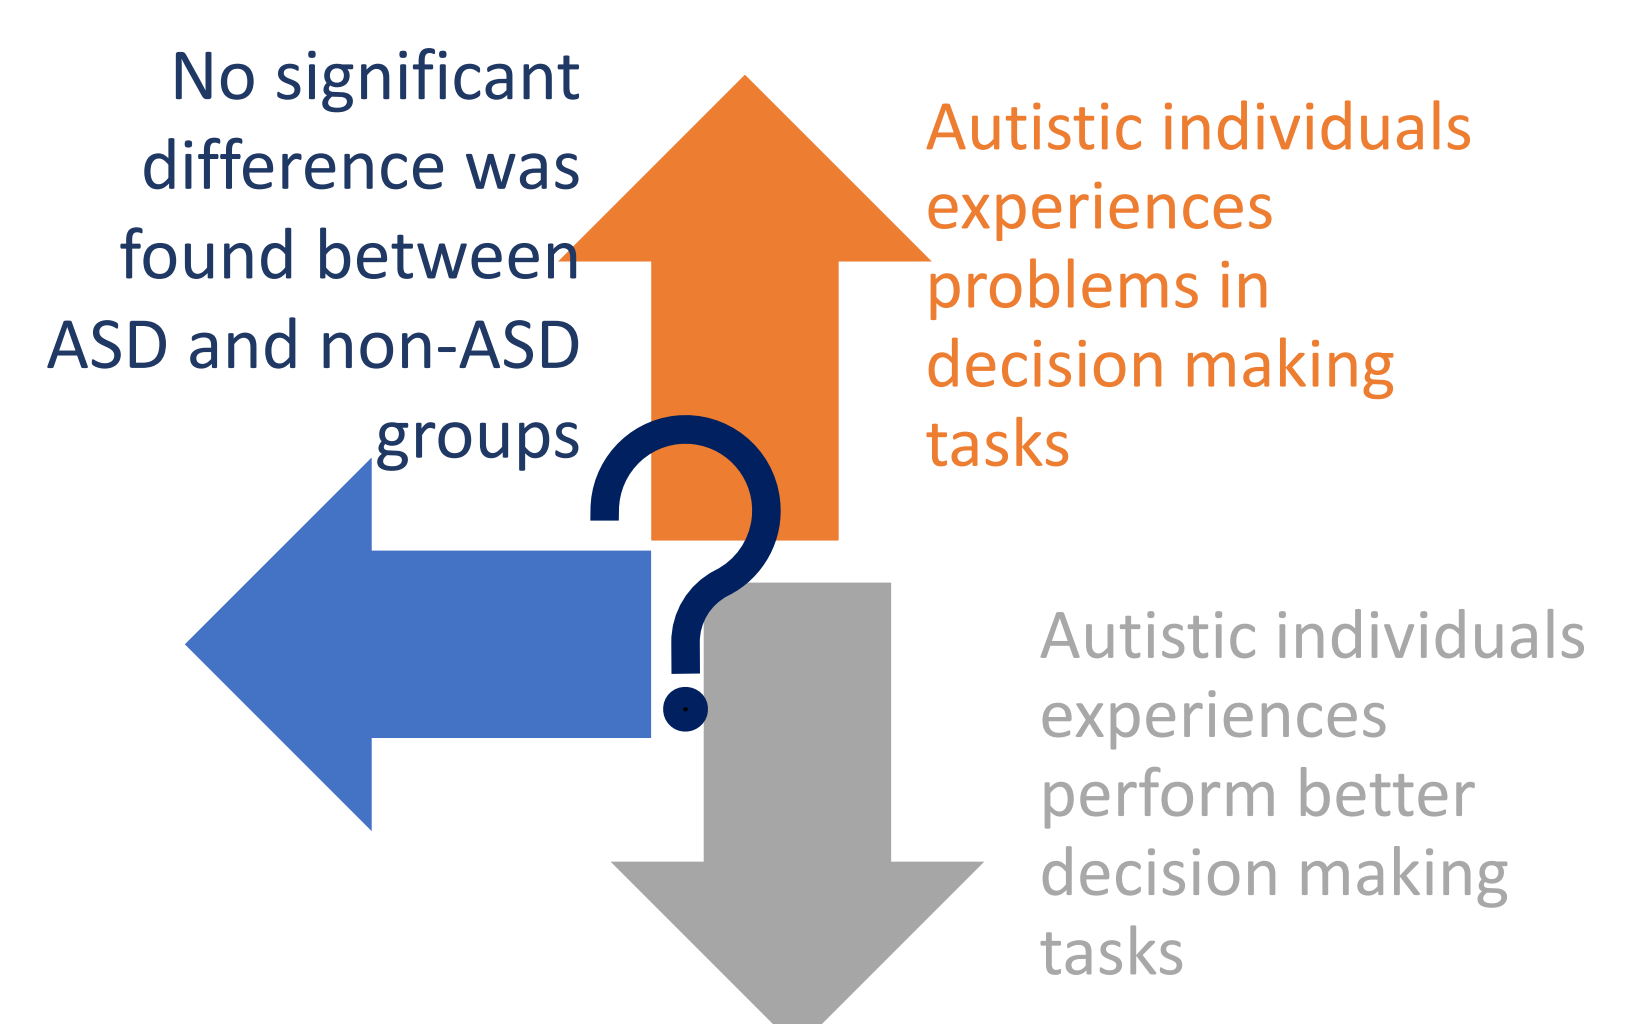 No significant
difference was
found between
ASD and non-ASD
groups
Autistic individuals
experiences
problems in
decision making
tasks
Autistic individuals
experiences
perform better
decision making
tasks
?